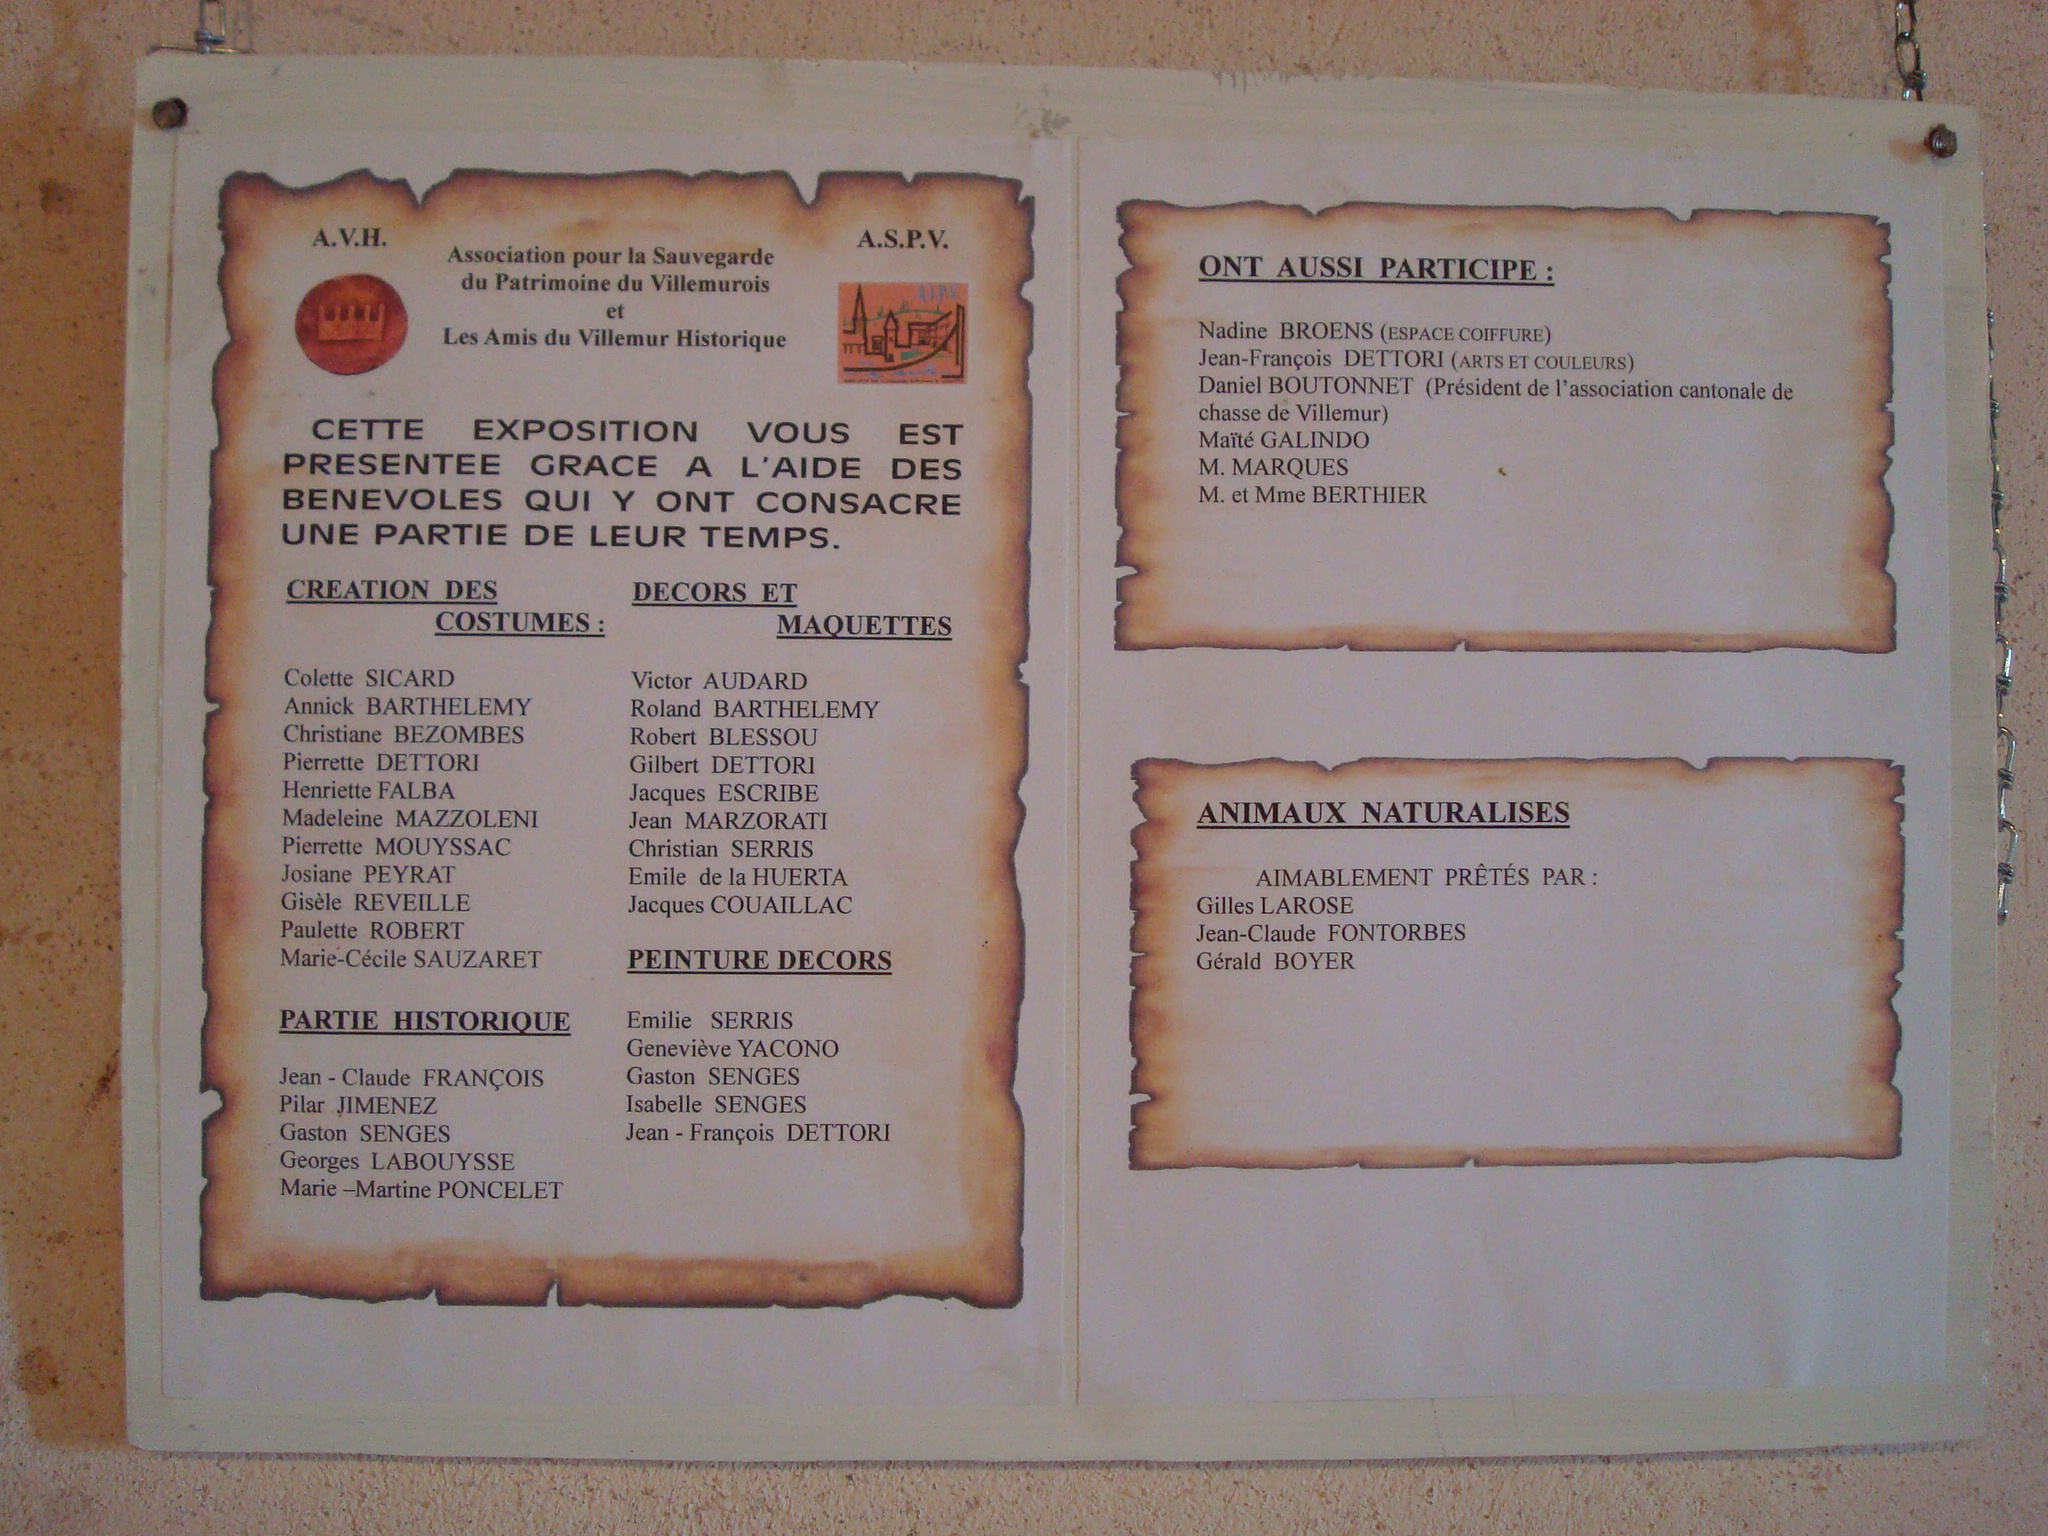 A.V.H.
A.S.P.V.
Association pour la Sauvegarde
du Patrimoine du Villemurois
et
Les Amis du Villemur Historique
A.S.P.V.
CETTE EXPOSITION VOUS EST
PRESENTEE GRACE A L'AIDE DES
BENEVOLES QUI Y ONT CONSACRE
UNE PARTIE DE LEUR TEMPS.
CREATION DES
COSTUMES :
Colette SICARD
Annick BARTHELEMY
Christiane BEZOMBES
Pierrette DETTORI
Henriette FALBA
Madeleine MAZZOLENI
Pierrette MOUYSSAC
Josiane PEYRAT
Gisèle REVEILLE
Paulette ROBERT
Marie-Cécile SAUZARET
PARTIE HISTORIQUE
Jean - Claude FRANÇOIS
Pilar JIMENEZ
Gaston SENGES
Georges LABOUYSSE
Marie –Martine PONCELET
DECORS ET
MAQUETTES
Victor AUDARD
Roland BARTHELEMY
Robert BLESSOU
Gilbert DETTORI
Jacques ESCRIBE
Jean MARZORATI
Christian SERRIS
Emile de la HUERTA
Jacques COUAILLAC
PEINTURE DECORS
Emilie SERRIS
Geneviève YACONO
Gaston SENGES
Isabelle SENGES
Jean - François DETTORI
ONT AUSSI PARTICIPE :
Nadine BROENS (ESPACE COIFFURE)
Jean-François DETTORI (ARTS ET COULEURS)
Daniel BOUTONNET (Président de l'association cantonale de
chasse de Villemur)
Maïté GALINDO
M. MARQUES
M. et Mme BERTHIER
ANIMAUX NATURALISES
AIMABLEMENT PRÊTÉS PAR :
Gilles LAROSE
Jean-Claude FONTORBES
Gérald BOYER